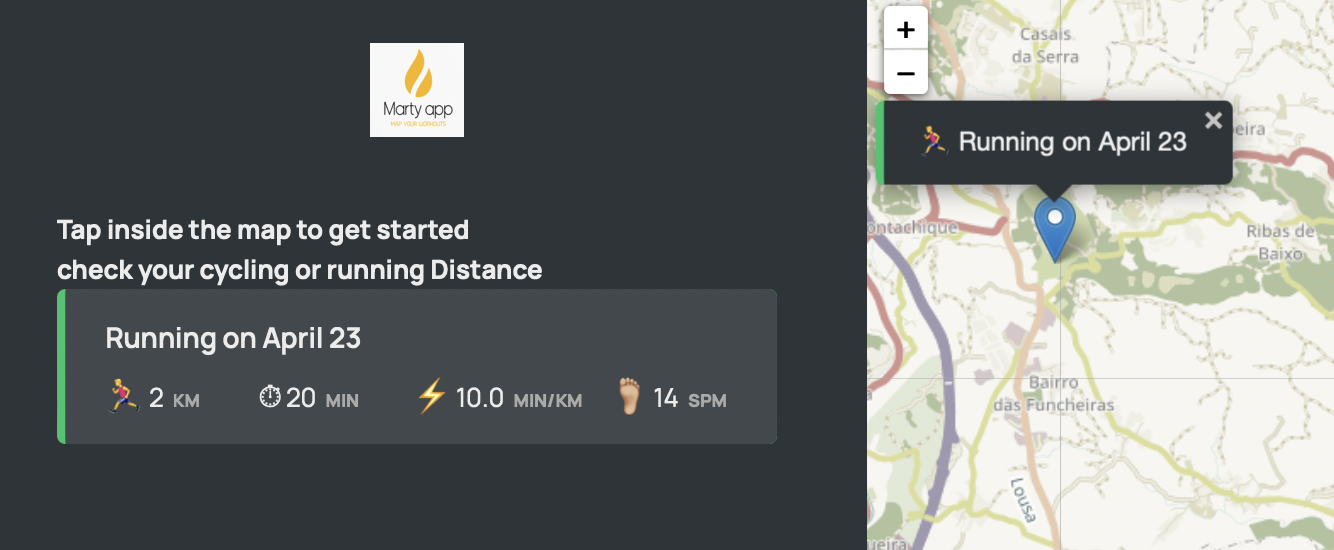 Marty app
MAP YOUR WORKOUTS
Tap inside the map to get started
check your cycling or running Distance
Running on April 23
2 KM 20 MIN 10.0 MIN/KM 14 SPM
+
−
Casais
da Serra
Running on April 23 ×
eira
ontachique
Ribas de
Baixo
Bairro
das Funcheiras
Lousa
ueira